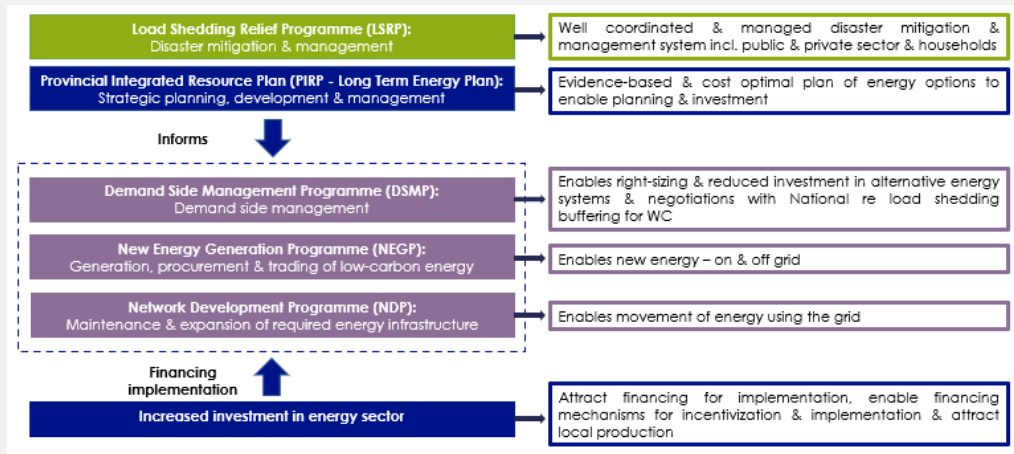 Load Shedding Relief Programme (LSRP):
Disaster mitigation & management
Well coordinated & managed disaster mitigation &
management system incl. public & private sector & households
Provincial Integrated Resource Plan (PIRP - Long Term Energy Plan):
Strategic planning, development & management
Evidence-based & cost optimal plan of energy options to
enable planning & investment
Informs
Demand Side Management Programme (DSMP):
Demand side management
Enables right-sizing & reduced investment in alternative energy
systems & negotiations with National re load shedding
buffering for WC
New Energy Generation Programme (NEGP):
Generation, procurement & trading of low-carbon energy
Enables new energy – on & off grid
Network Development Programme (NDP):
Maintenance & expansion of required energy infrastructure
Enables movement of energy using the grid
Financing
implementation
Increased investment in energy sector
Attract financing for implementation, enable financing
mechanisms for incentivization & implementation & attract
local production